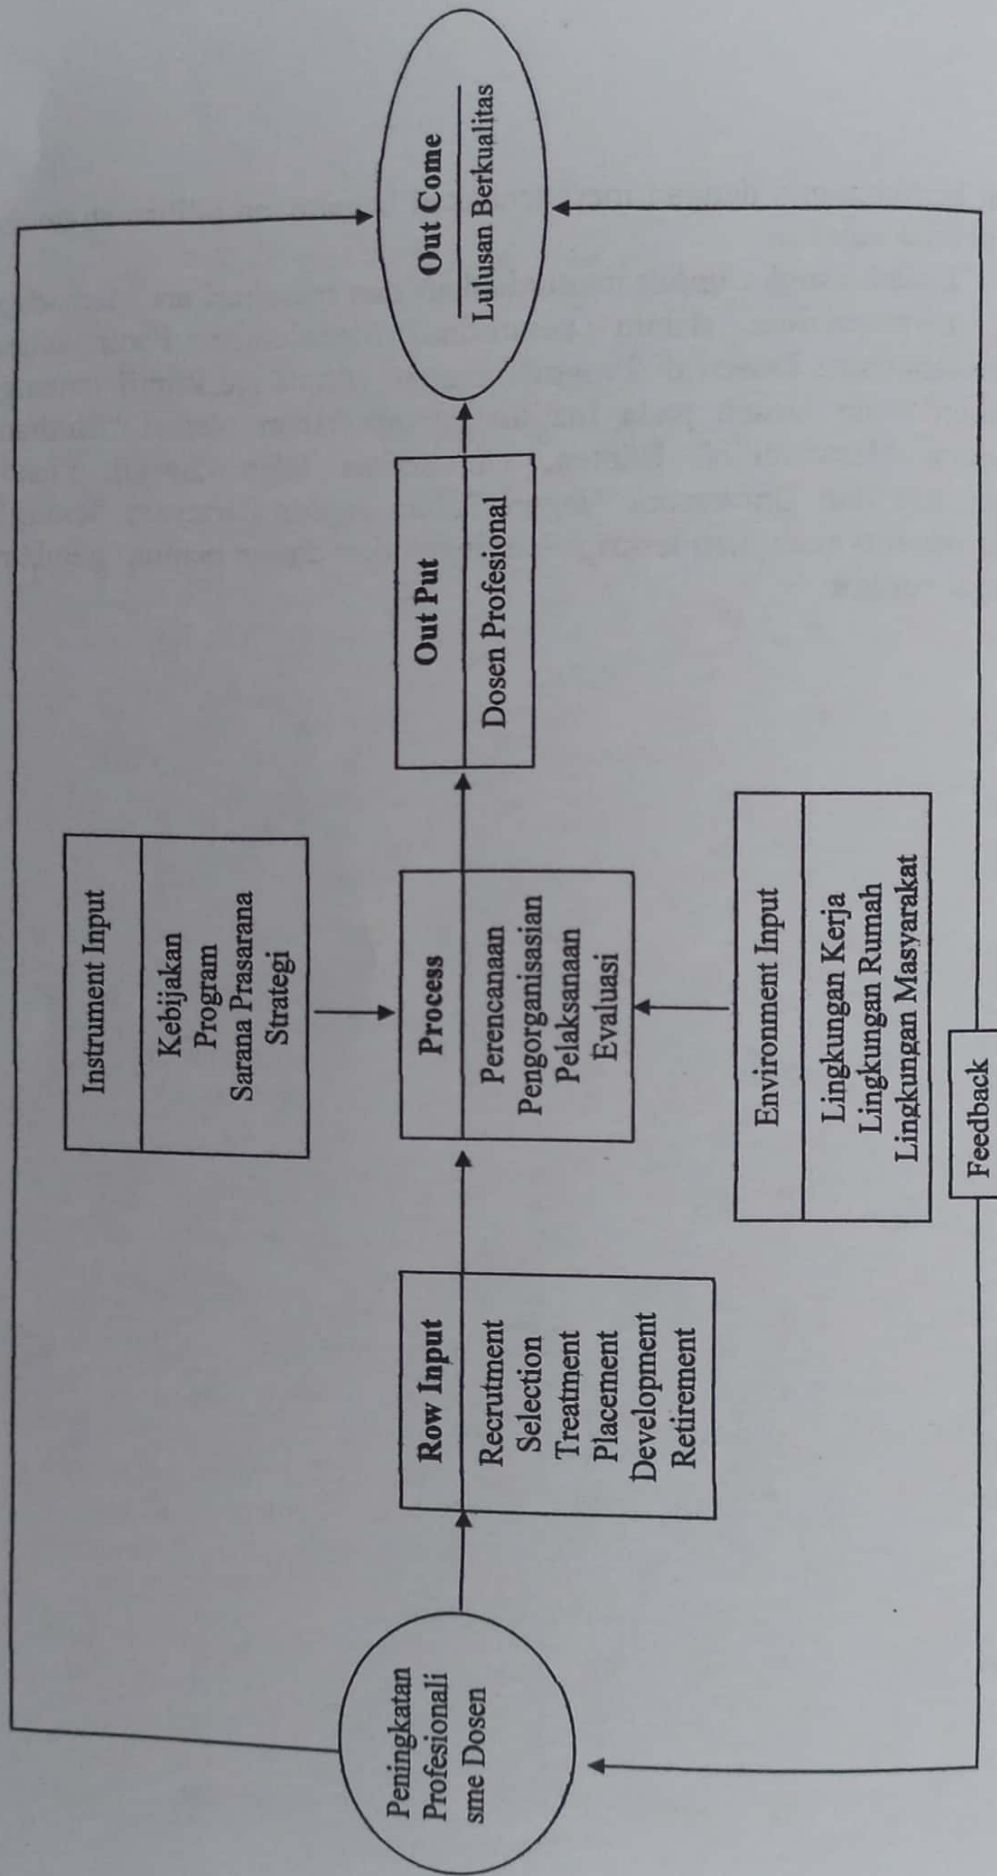 Peningkatan
Profesionali
sme Dosen
Row Input
Recrutment
Selection
Treatment
Placement
Development
Retirement
Instrument Input
Kebijakan
Program
Sarana Prasarana
Strategi
Process
Perencanaan
Pengorganisasian
Pelaksanaan
Evaluasi
Environment Input
Lingkungan Kerja
Lingkungan Rumah
Lingkungan Masyarakat
Out Put
Dosen Profesional
Out Come
Lulusan Berkualitas
Feedback